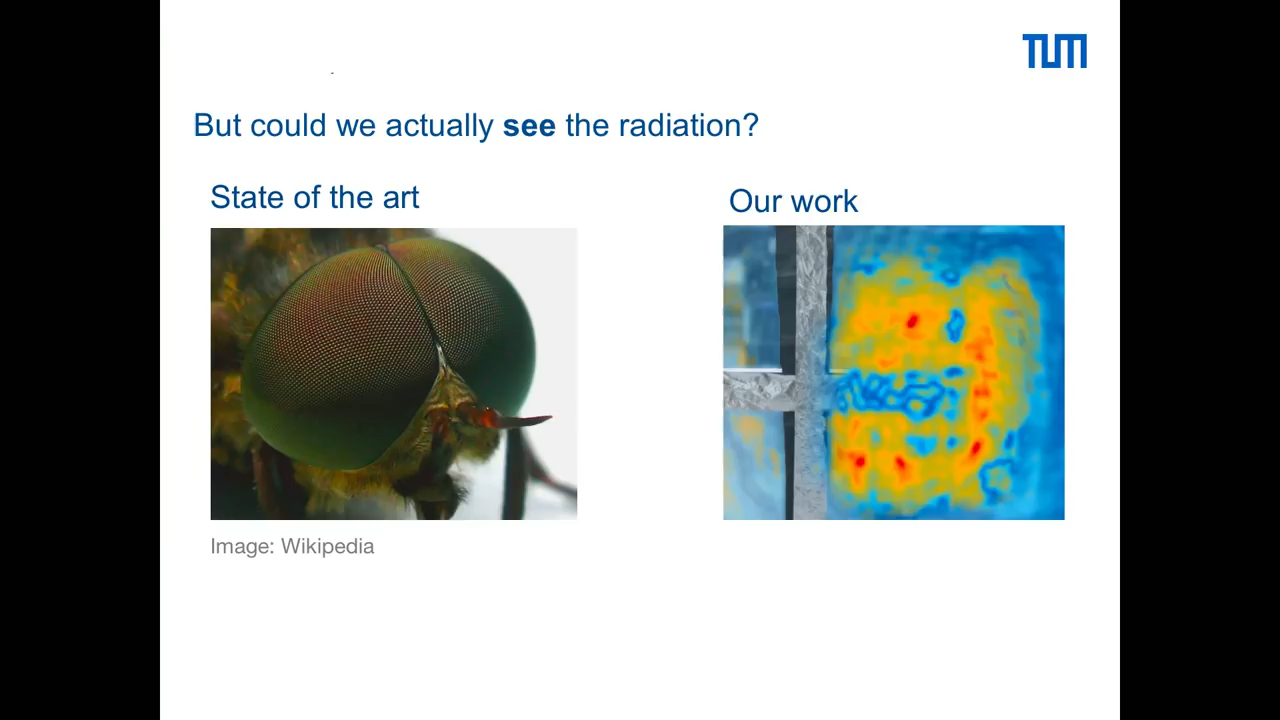 TUM
But could we actually see the radiation?
State of the art
Our work
Image: Wikipedia